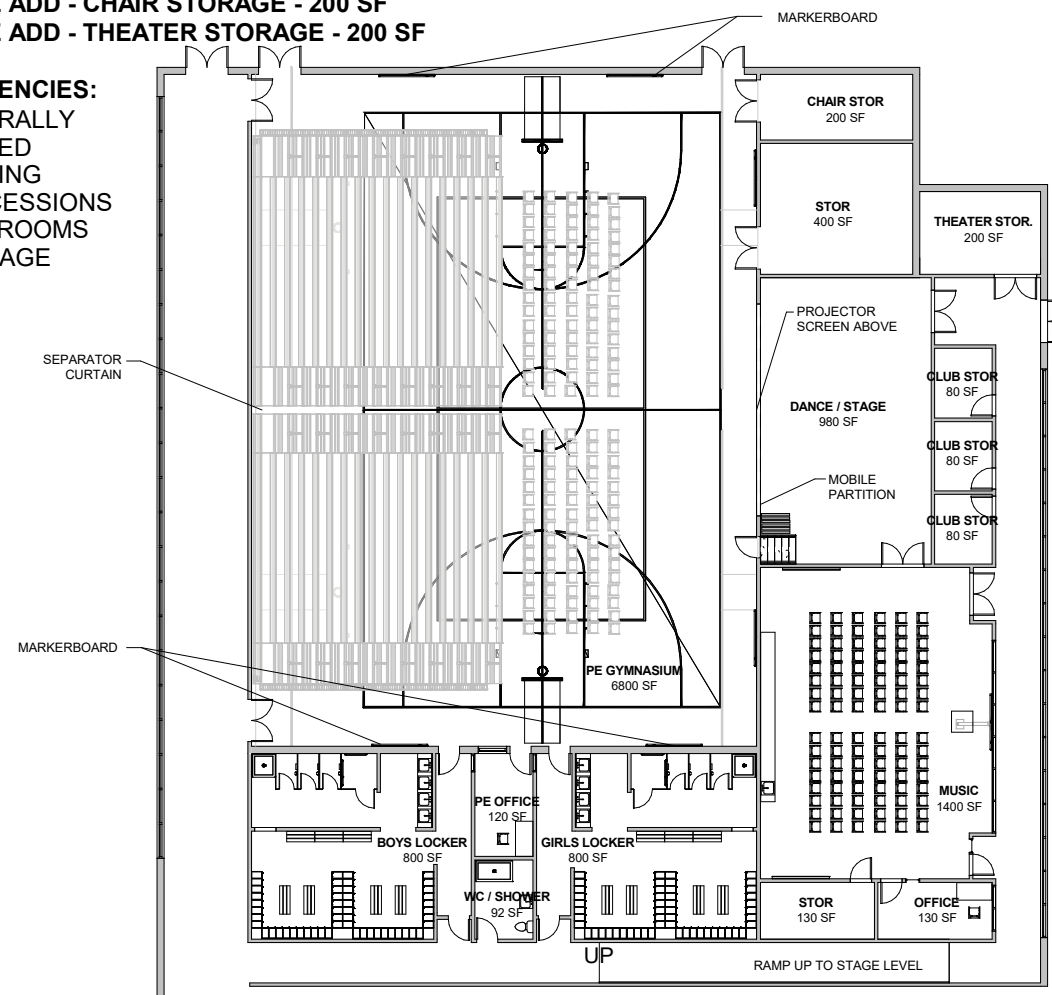 E ADD - CHAIR STORAGE - 200 SF
E ADD - THEATER STORAGE - 200 SF
ENCIES:
RALLY
ED
ING
CESSIONS
ROOMS
AGE
MARKERBOARD
CHAIR STOR
200 SF
STOR
400 SF
THEATER STOR.
200 SF
PROJECTOR
SCREEN ABOVE
SEPARATOR
CURTAIN
CLUB STOR
80 SF
DANCE / STAGE
980 SF
CLUB STOR
80 SF
MOBILE
PARTITION
CLUB STOR
80 SF
MARKERBOARD
PE GYMNASIUM
6800 SF
MUSIC
1400 SF
PE OFFICE
120 SF
BOYS LOCKER
800 SF
GIRLS LOCKER
800 SF
WC / SHOWER
92 SF
STOR
130 SF
OFFICE
130 SF
UP
RAMP UP TO STAGE LEVEL